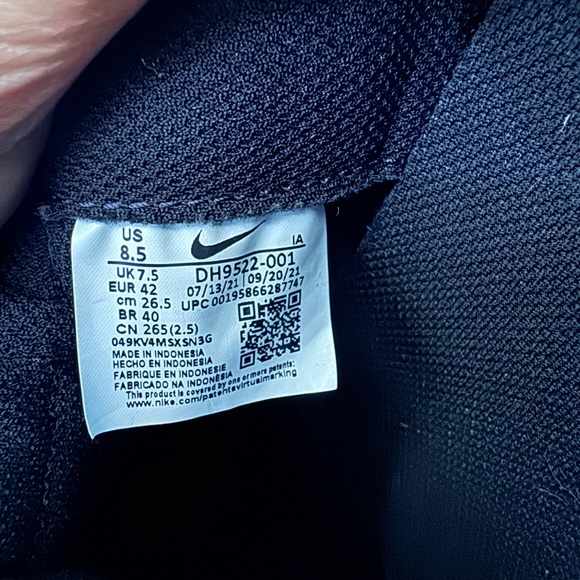 US
8.5
IA
UK 7.5
DH9522-001
EUR 42
07/13/21 09/20/21
cm 26.5
UPC 00195866287747
BR 40
CN 265(2.5)
049KV4MSXSN3G
MADE IN INDONESIA
HECHO EN INDONESIA
FABRIQUE EN INDONESIE
FABRICADO NA INDONÉSIA
This product is covered by one or more patents:
www.nike.com/patentsvirtualmarking